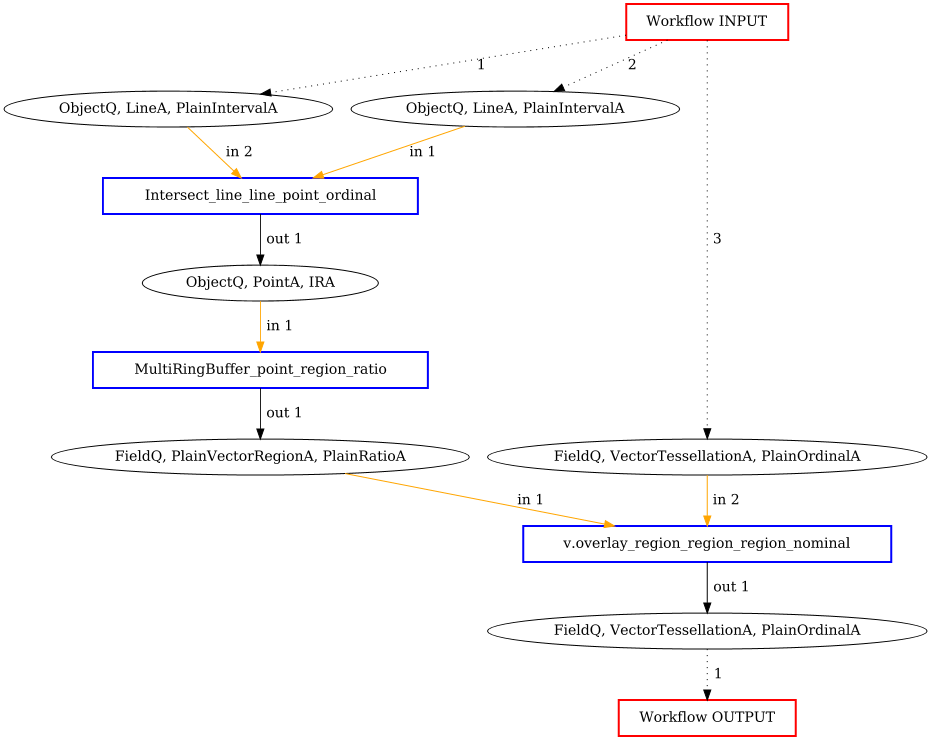 Workflow INPUT
1
2
ObjectQ, LineA, PlainIntervalA
ObjectQ, LineA, PlainIntervalA
in 2
in 1
Intersect_line_line_point_ordinal
out 1
3
ObjectQ, PointA, IRA
in 1
MultiRingBuffer_point_region_ratio
out 1
FieldQ, PlainVectorRegionA, PlainRatioA
FieldQ, VectorTessellationA, PlainOrdinalA
in 1
in 2
v.overlay_region_region_region_nominal
out 1
FieldQ, VectorTessellationA, PlainOrdinalA
1
Workflow OUTPUT